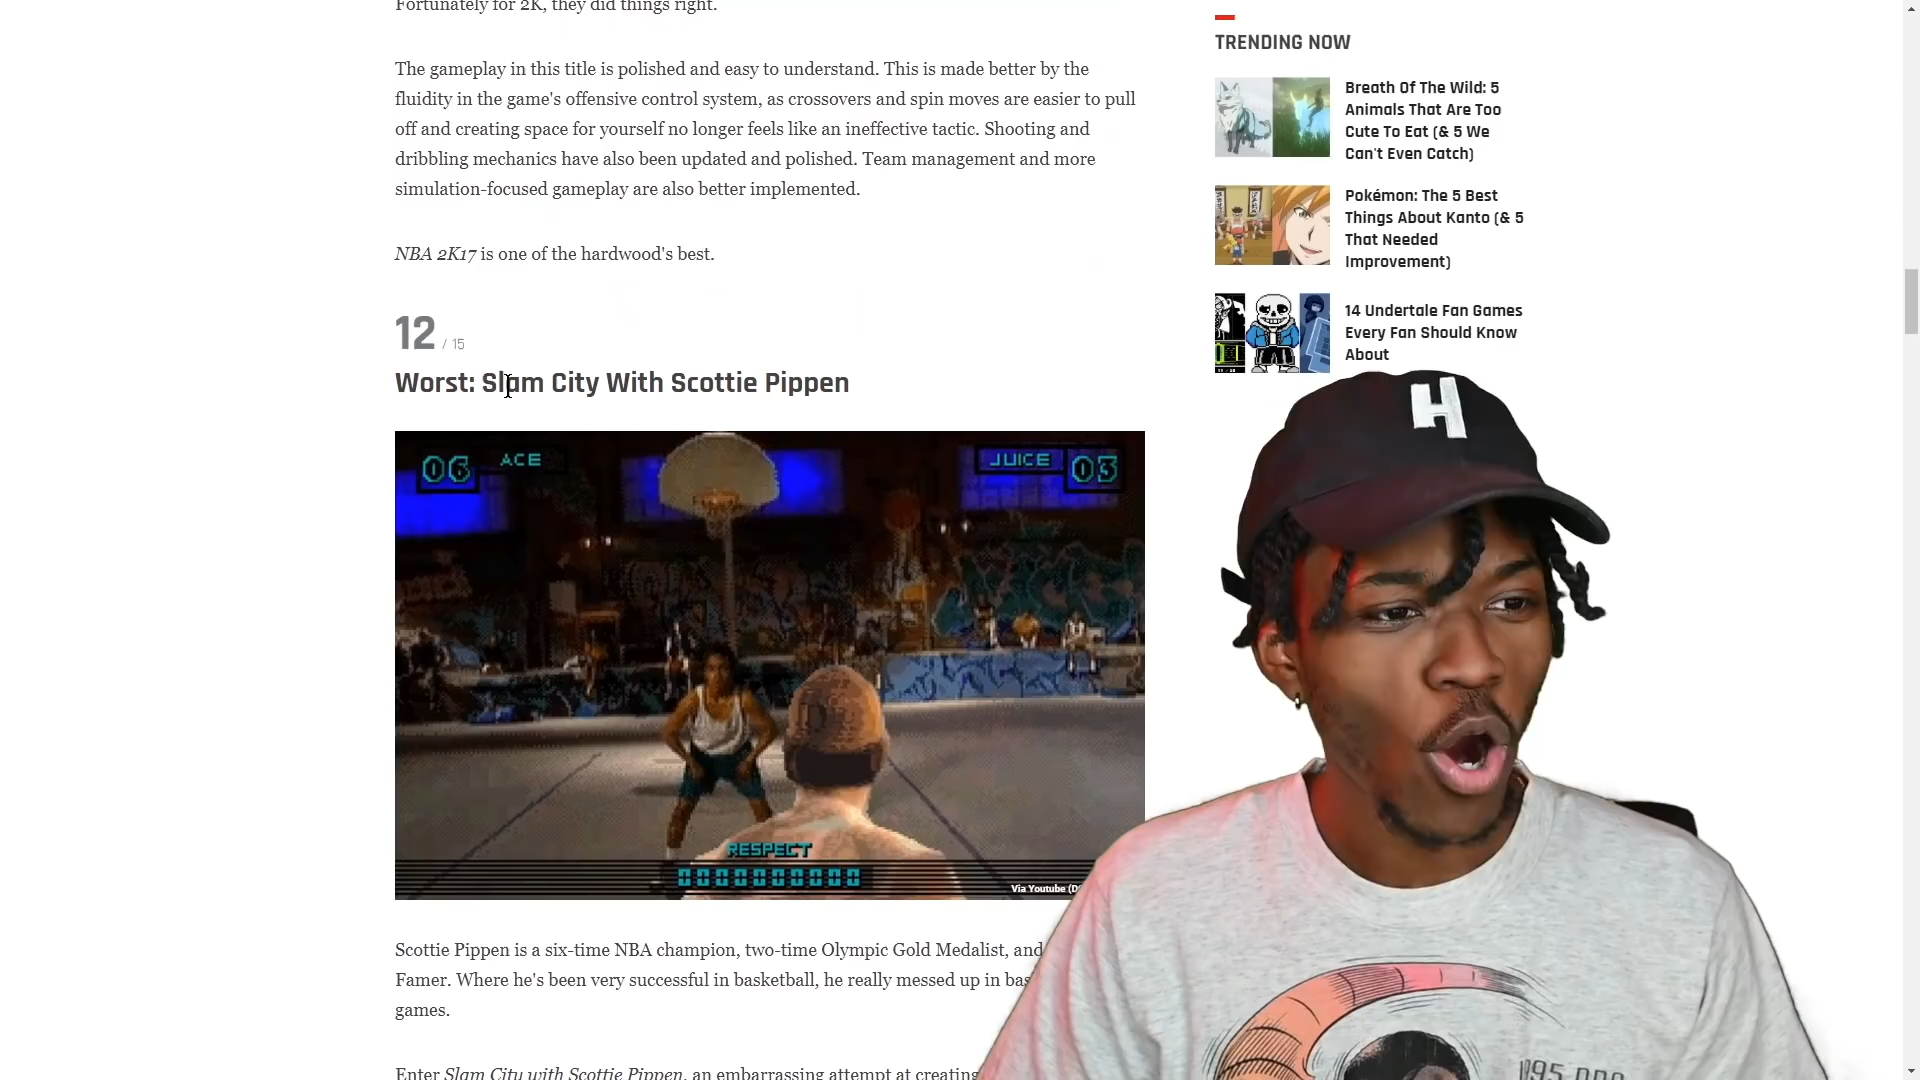 Fortunately for 2K, they did things right.
The gameplay in this title is polished and easy to understand. This is made better by the
fluidity in the game's offensive control system, as crossovers and spin moves are easier to pull
off and creating space for yourself no longer feels like an ineffective tactic. Shooting and
dribbling mechanics have also been updated and polished. Team management and more
simulation-focused gameplay are also better implemented.
NBA 2K17 is one of the hardwood's best.
12 / 15
Worst: Slam City With Scottie Pippen
06 ACE
JUICE 03
RESPECT
Via Youtube
Scottie Pippen is a six-time NBA champion, two-time Olympic Gold Medalist, and
Famer. Where he's been very successful in basketball, he really messed up in
games.
Enter Slam City with Scottie Pippen, an embarrassing attempt at creating
TRENDING NOW
Breath Of The Wild: 5
Animals That Are Too
Cute To Eat (& 5 We
Can't Even Catch)
Pokémon: The 5 Best
Things About Kanto (& 5
That Needed
Improvement)
14 Undertale Fan Games
Every Fan Should Know
About
H